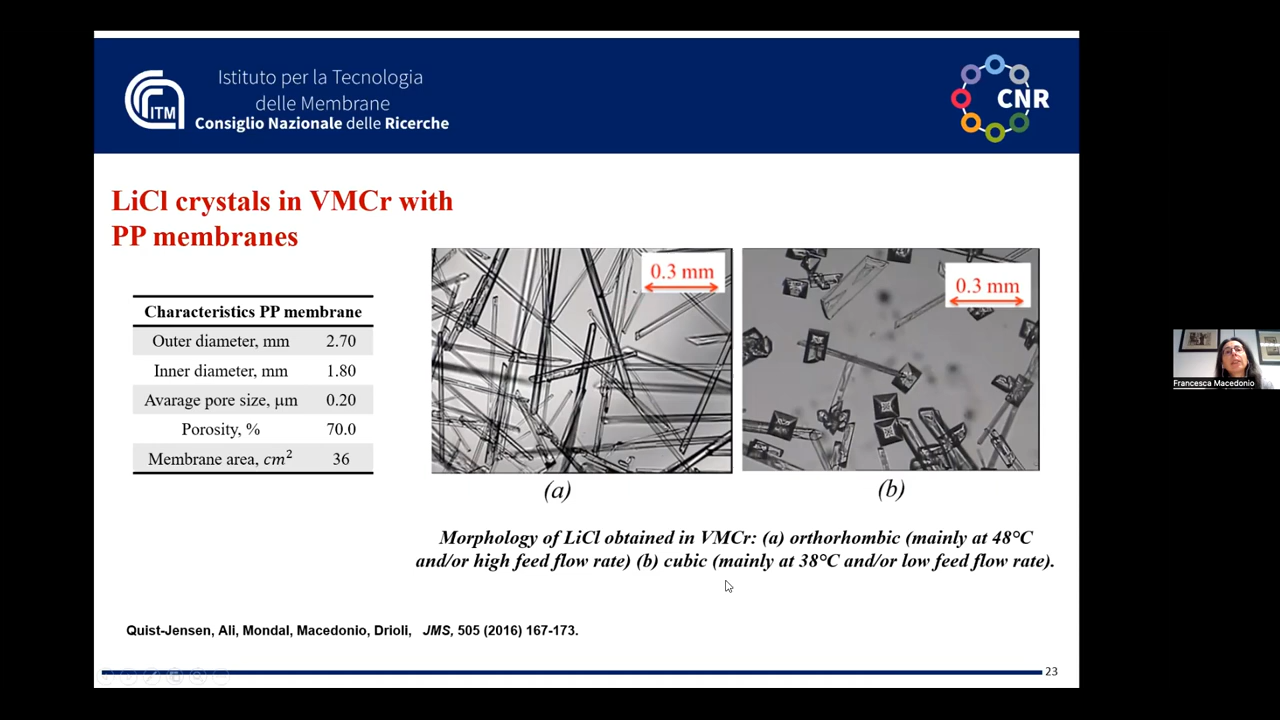 Istituto per la Tecnologia
delle Membrane
Consiglio Nazionale delle Ricerche
ITM
CNR
LiCl crystals in VMCr with
PP membranes
Characteristics PP membrane
Outer diameter, mm 2.70
Inner diameter, mm 1.80
Avarage pore size, µm 0.20
Porosity, % 70.0
Membrane area, cm² 36
0.3 mm
0.3 mm
(a)
(b)
Morphology of LiCl obtained in VMCr: (a) orthorhombic (mainly at 48°C
and/or high feed flow rate) (b) cubic (mainly at 38°C and/or low feed flow rate).
Francesca Macedonio
Quist-Jensen, Ali, Mondal, Macedonio, Drioli, JMS, 505 (2016) 167-173.
23